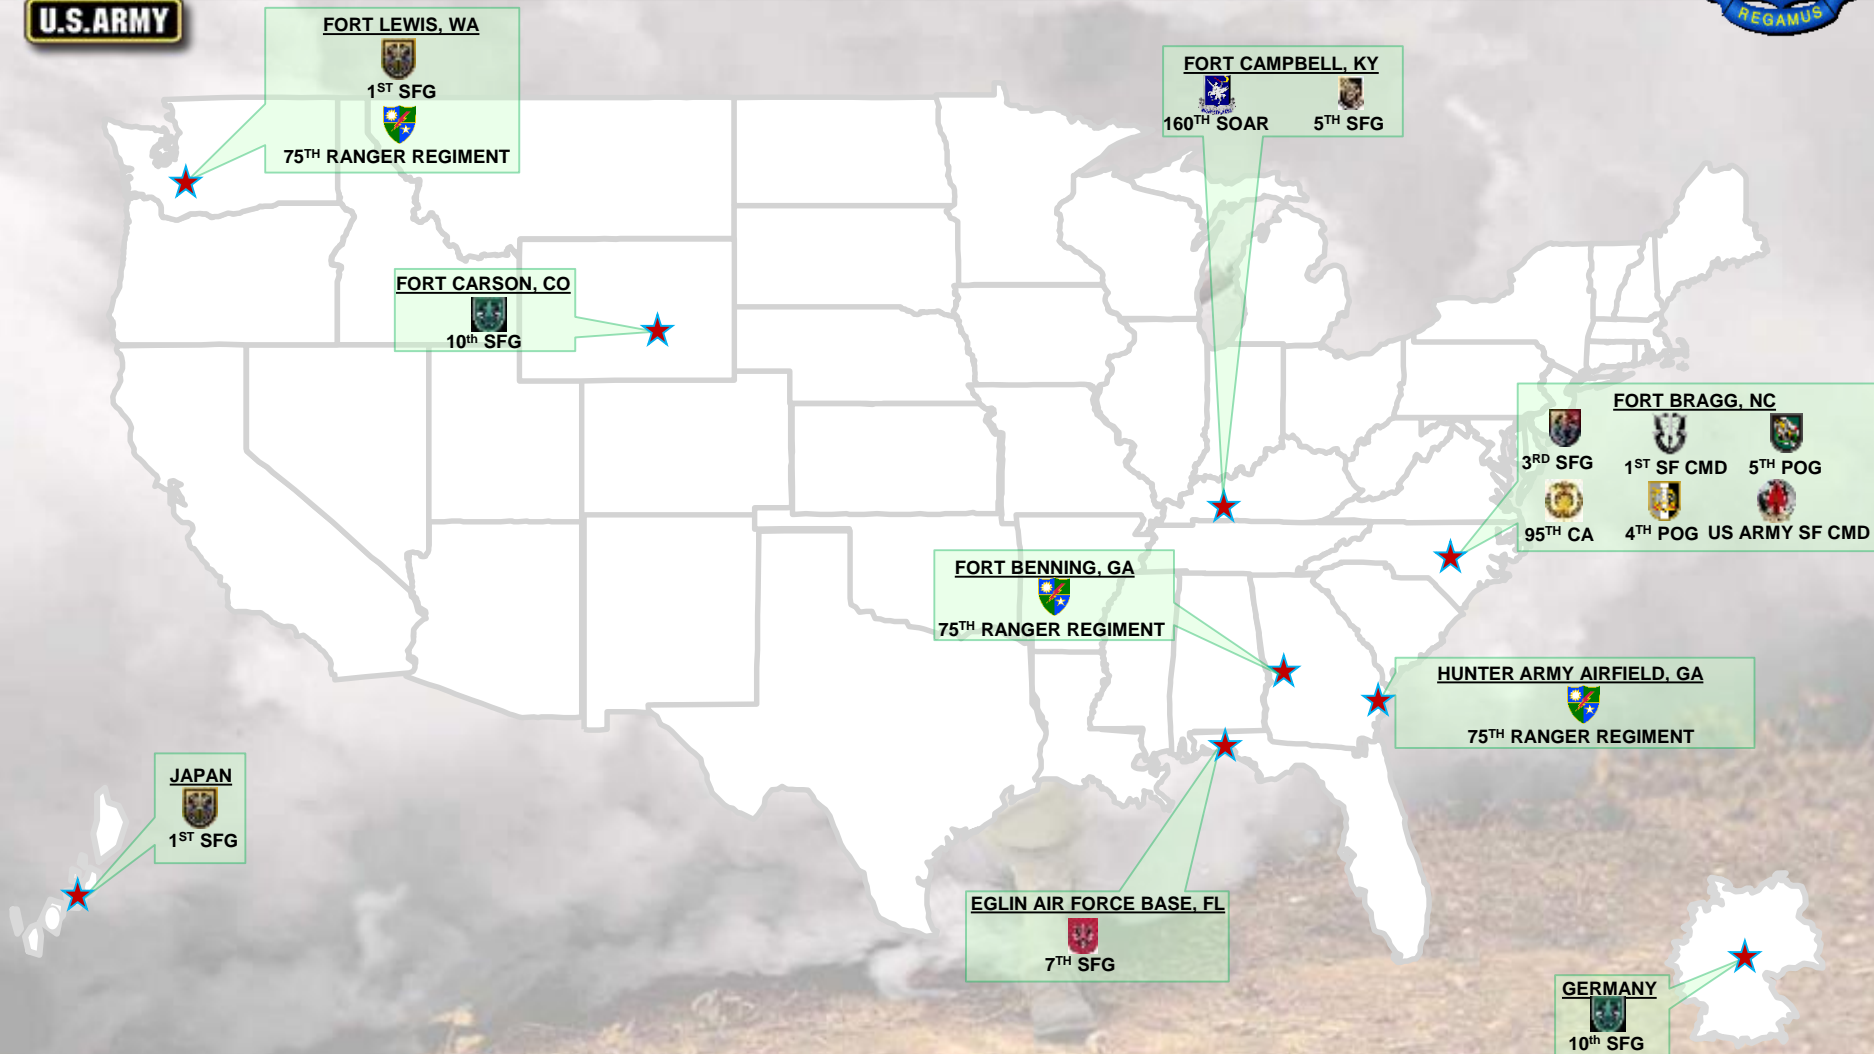 U.S.ARMY
REGAMUS
FORT LEWIS, WA
1ST SFG
75TH RANGER REGIMENT
FORT CAMPBELL, KY
160TH SOAR 5TH SFG
FORT CARSON, CO
10th SFG
FORT BRAGG, NC
3RD SFG 1ST SF CMD 5TH POG
95TH CA 4TH POG US ARMY SF CMD
FORT BENNING, GA
75TH RANGER REGIMENT
HUNTER ARMY AIRFIELD, GA
75TH RANGER REGIMENT
JAPAN
1ST SFG
EGLIN AIR FORCE BASE, FL
7TH SFG
GERMANY
10th SFG